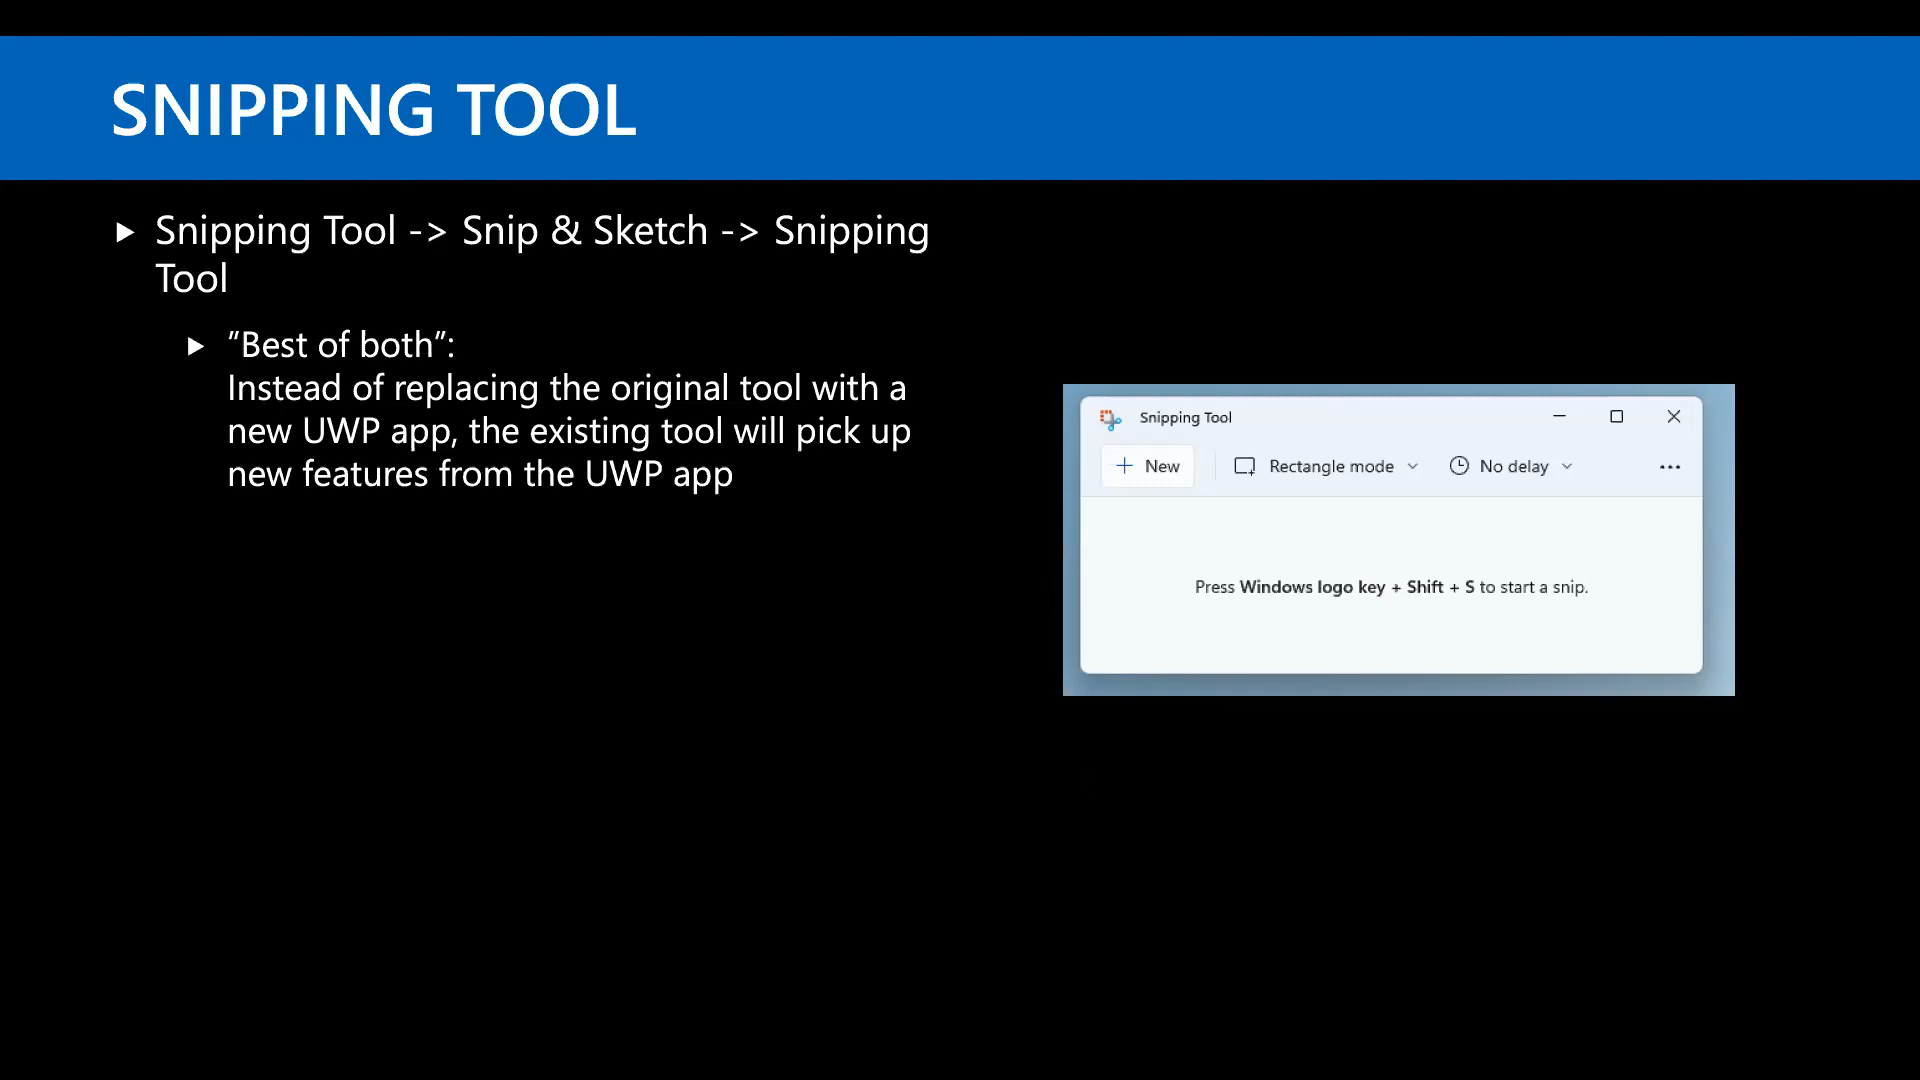 SNIPPING TOOL
Snipping Tool -> Snip & Sketch -> Snipping
Tool
"Best of both":
Instead of replacing the original tool with a
new UWP app, the existing tool will pick up
new features from the UWP app
Snipping Tool
New Rectangle mode No delay
Press Windows logo key + Shift + S to start a snip.